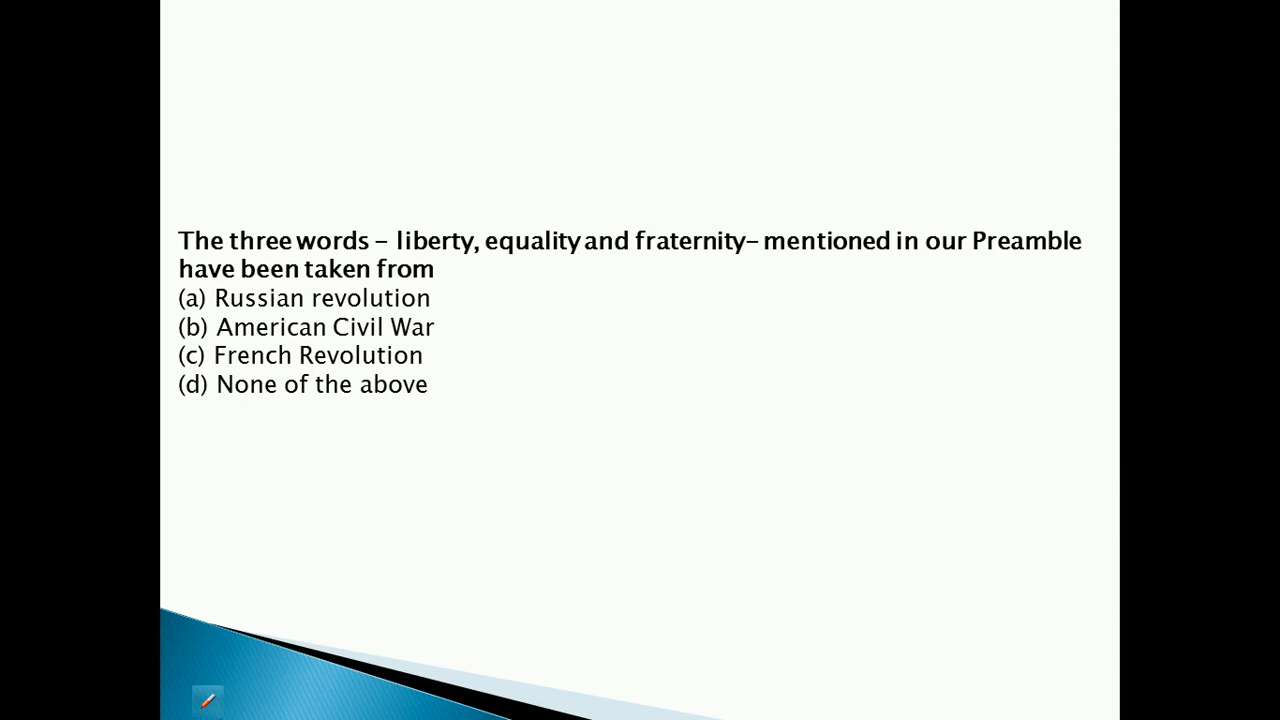 The three words – liberty, equality and fraternity– mentioned in our Preamble
have been taken from
(a) Russian revolution
(b) American Civil War
(c) French Revolution
(d) None of the above